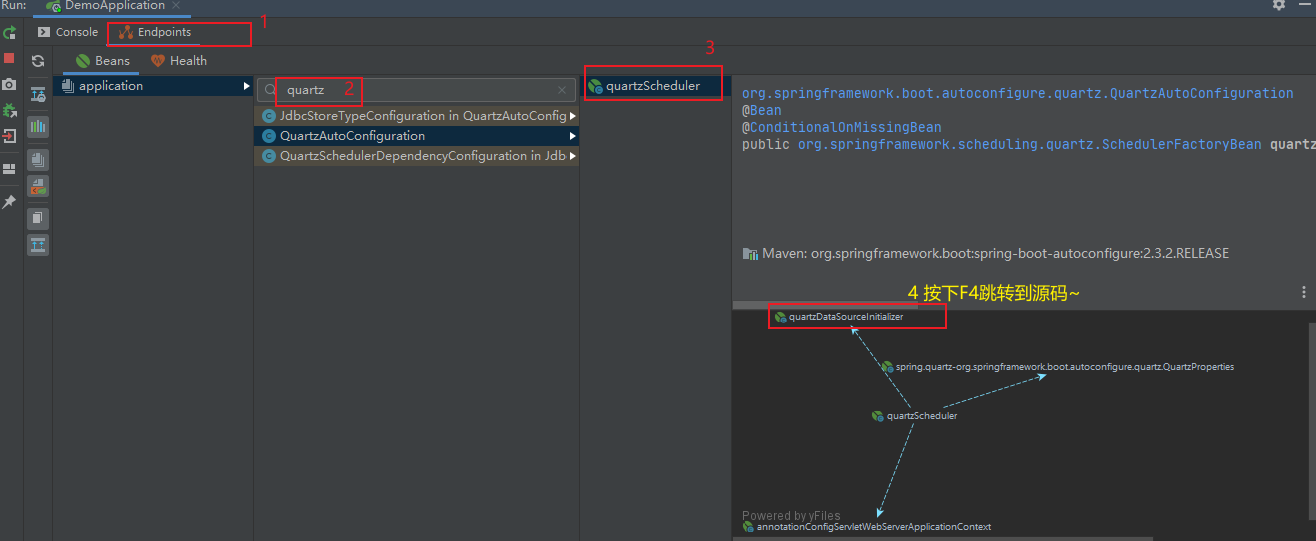 Run: DemoApplication
1
Console Endpoints
3
Beans Health
application
quartz 2
quartzScheduler
JdbcStoreTypeConfiguration in QuartzAutoConfig
QuartzAutoConfiguration
QuartzSchedulerDependencyConfiguration in Jdb
org.springframework.boot.autoconfigure.quartz.QuartzAutoConfiguration
@Bean
@ConditionalOnMissingBean
public org.springframework.scheduling.quartz.SchedulerFactoryBean quartz
Maven: org.springframework.boot:spring-boot-autoconfigure:2.3.2.RELEASE
4 按下F4跳转到源码~
quartzDataSourceInitializer
spring.quartz-org.springframework.boot.autoconfigure.quartz.QuartzProperties
quartzScheduler
Powered by yFiles
annotationConfigServletWebServerApplicationContext